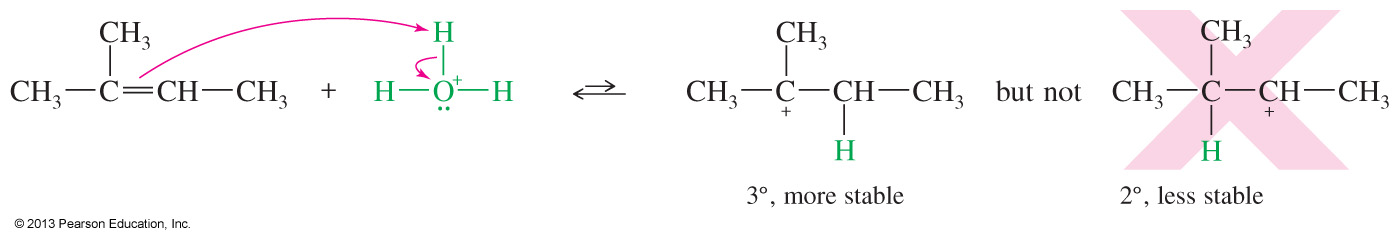 CH₃ H CH₃ CH₃
CH₃—C=CH—CH₃ + H—O⁺—H CH₃—C—CH—CH₃ but not CH₃—C—CH—CH₃
+ +
H H
3°, more stable 2°, less stable
© 2013 Pearson Education, Inc.